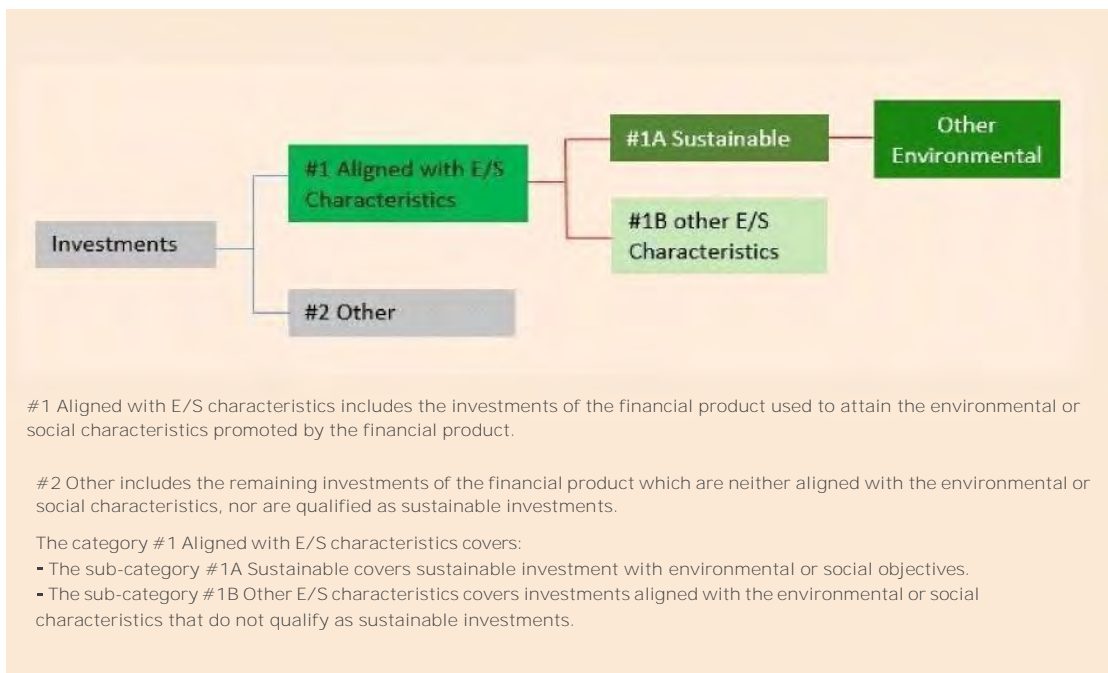 Other
Environmental
#1A Sustainable
#1 Aligned with E/S
Characteristics
#1B other E/S
Characteristics
Investments
#2 Other
#1 Aligned with E/S characteristics includes the investments of the financial product used to attain the environmental or
social characteristics promoted by the financial product.
#2 Other includes the remaining investments of the financial product which are neither aligned with the environmental or
social characteristics, nor are qualified as sustainable investments.
The category #1 Aligned with E/S characteristics covers:
- The sub-category #1A Sustainable covers sustainable investment with environmental or social objectives.
- The sub-category #1B Other E/S characteristics covers investments aligned with the environmental or social
characteristics that do not qualify as sustainable investments.